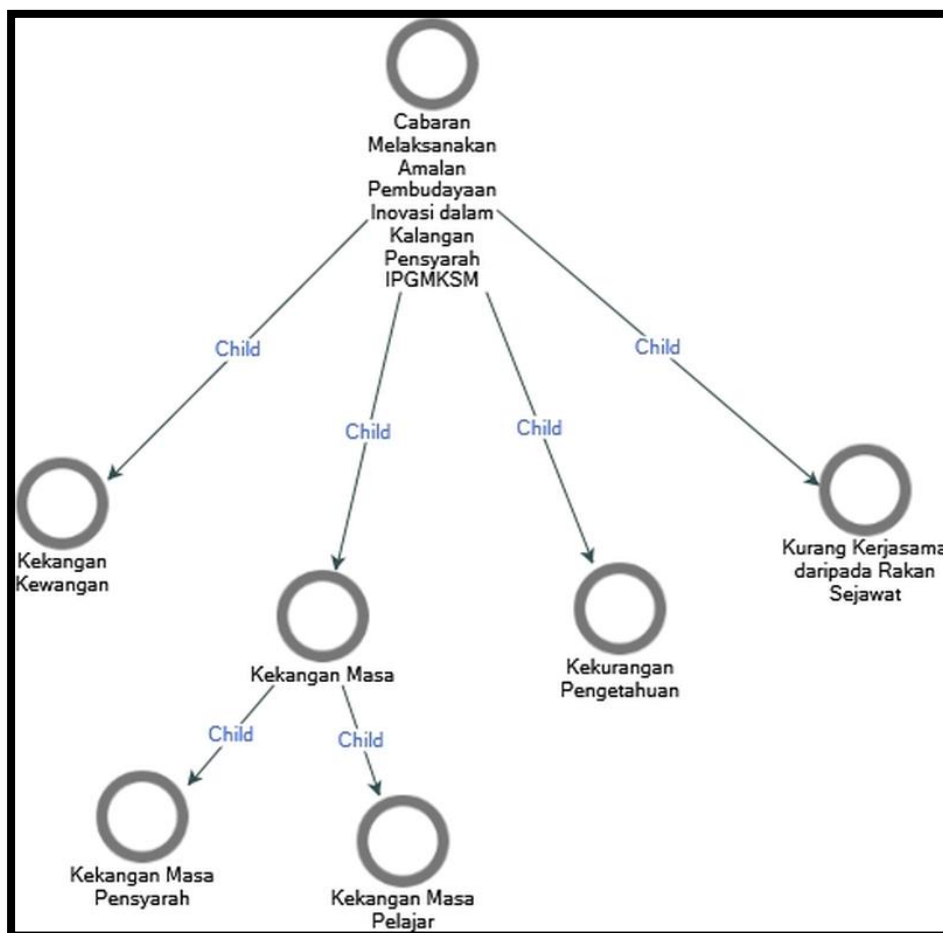 Cabaran
Melaksanakan
Amalan
Pembudayaan
Inovasi dalam
Kalangan
Pensyarah
IPGMKSM
Child
Child
Child
Child
Kekangan
Kewangan
Kekangan Masa
Kekurangan
Pengetahuan
Kurang Kerjasama
daripada Rakan
Sejawat
Child
Child
Kekangan Masa
Pensyarah
Kekangan Masa
Pelajar